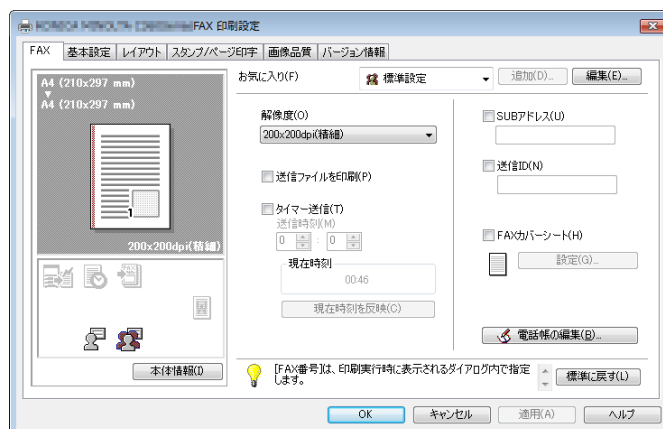 FAX 印刷設定
FAX 基本設定 レイアウト スタンプ/ページ印字 画像品質 バージョン情報
A4 (210x297 mm)
A4 (210x297 mm)
1
200x200dpi(精細)
本体情報(I)
お気に入り(F) 標準設定 追加(D)... 編集(E)...
解像度(O)
200x200dpi(精細)
送信ファイルを印刷(P)
タイマー送信(T)
送信時刻(M)
0 : 0
現在時刻
00:46
現在時刻を反映(C)
SUBアドレス(U)
送信ID(N)
FAXカバーシート(H)
設定(G)...
電話帳の編集(B)...
[FAX番号]は、印刷実行時に表示されるダイアログ内で指定
します。
標準に戻す(L)
OK キャンセル 適用(A) ヘルプ